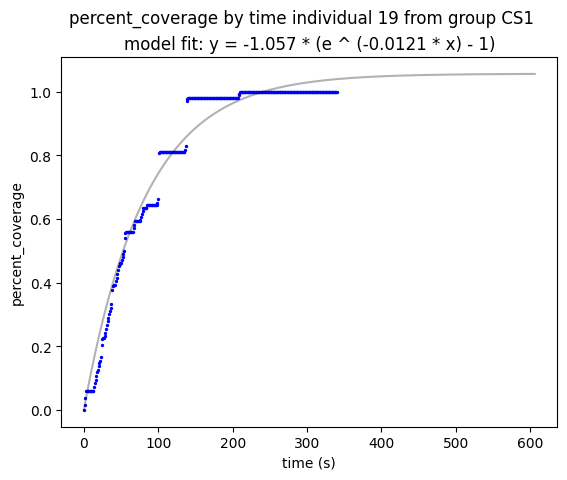 percent_coverage by time individual 19 from group CS1
model fit: y = -1.057 * (e ^ (-0.0121 * x) - 1)
percent_coverage
1.0
0.8
0.6
0.4
0.2
0.0
0 100 200 300 400 500 600
time (s)